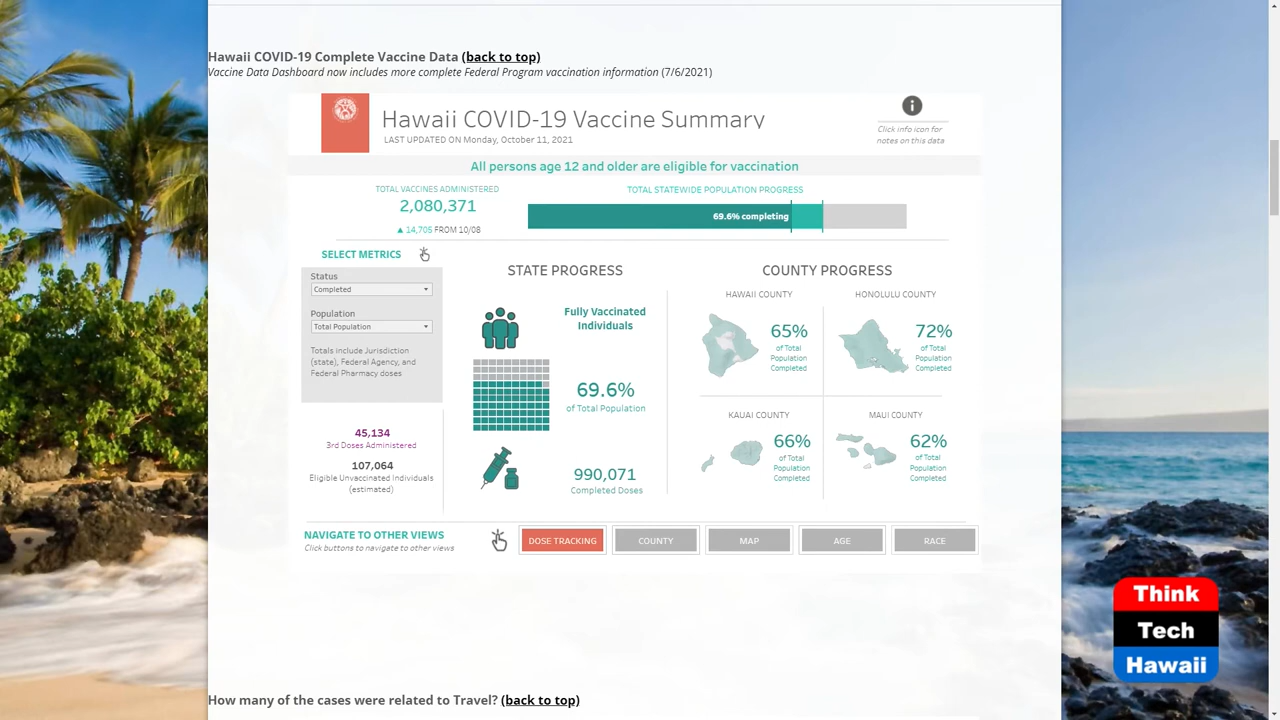 Hawaii COVID-19 Complete Vaccine Data (back to top)
Vaccine Data Dashboard now includes more complete Federal Program vaccination information (7/6/2021)
Hawaii COVID-19 Vaccine Summary
LAST UPDATED ON Monday, October 11, 2021
Click info icon for
notes on this data
All persons age 12 and older are eligible for vaccination
TOTAL VACCINES ADMINISTERED
2,080,371
▲ 14,705 FROM 10/08
TOTAL STATEWIDE POPULATION PROGRESS
69.6% completing
SELECT METRICS
Status
Completed
Population
Total Population
Totals include Jurisdiction
(state), Federal Agency, and
Federal Pharmacy doses
45,134
3rd Doses Administered
107,064
Eligible Unvaccinated Individuals
(estimated)
STATE PROGRESS
Fully Vaccinated
Individuals
69.6%
of Total Population
990,071
Completed Doses
COUNTY PROGRESS
HAWAII COUNTY
65%
of Total
Population
Completed
HONOLULU COUNTY
72%
of Total
Population
Completed
KAUAI COUNTY
66%
of Total
Population
Completed
MAUI COUNTY
62%
of Total
Population
Completed
NAVIGATE TO OTHER VIEWS
Click buttons to navigate to other views
DOSE TRACKING
COUNTY
MAP
AGE
RACE
Think
Tech
Hawaii
How many of the cases were related to Travel? (back to top)